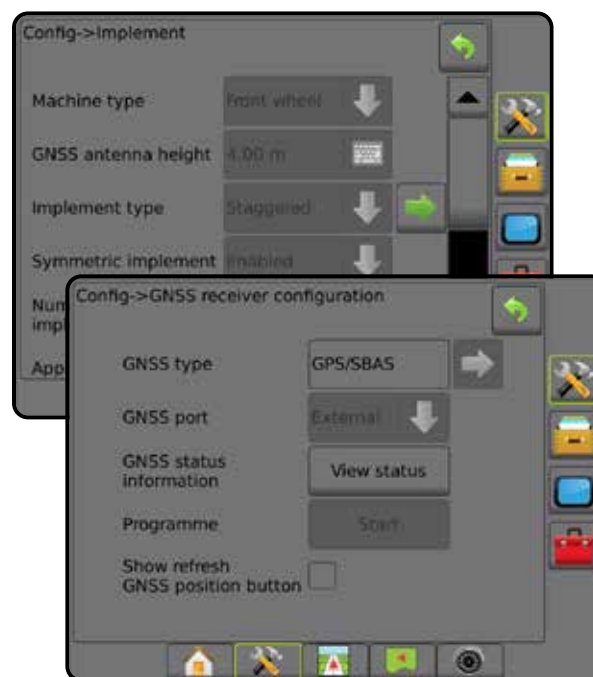 Config->Implement
Machine type
Front wheel
GNSS antenna height
4.00 m
Implement type
Staggered
Symmetric implement
Enabled
Config->GNSS receiver configuration
GNSS type
GPS/SBAS
GNSS port
External
GNSS status
information
View status
Programme
Start
Show refresh
GNSS position button